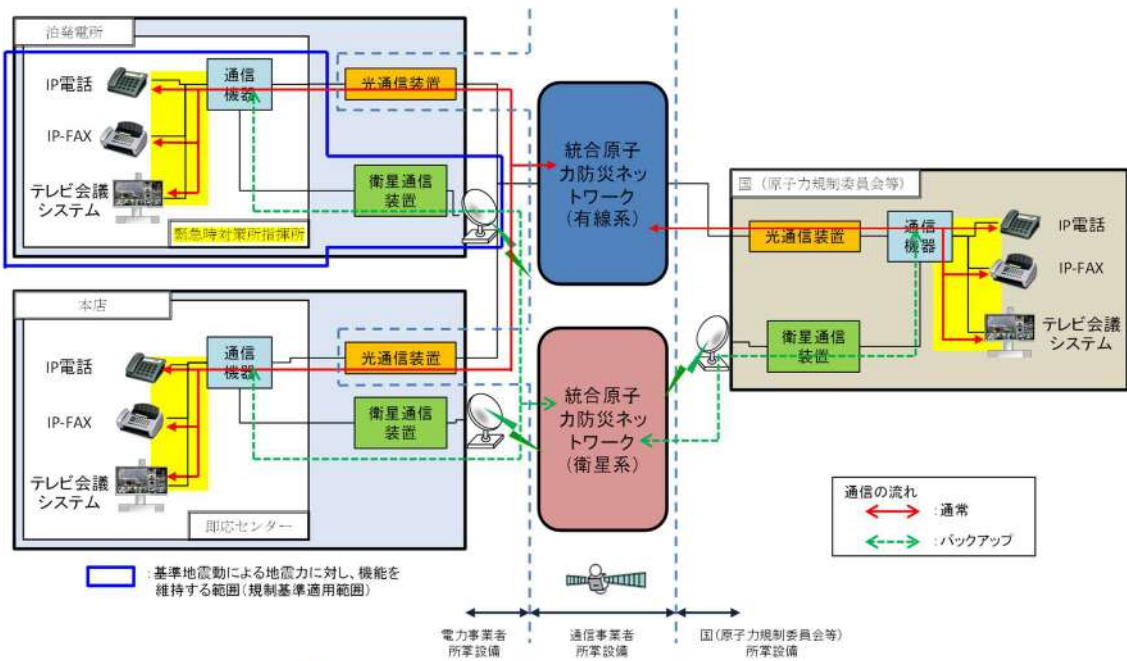 泊発電所
IP電話
IP-FAX
テレビ会議
システム
通信
機器
光通信装置
衛星通信
装置
緊急時対策所指揮所
本店
IP電話
IP-FAX
テレビ会議
システム
通信
機器
光通信装置
衛星通信
装置
即応センター
統合原子
力防災ネッ
トワーク
(有線系)
統合原子
力防災ネッ
トワーク
(衛星系)
国(原子力規制委員会等)
光通信装置
通信
機器
衛星通信
装置
IP電話
IP-FAX
テレビ会議
システム
通信の流れ
:通常
:バックアップ
:基準地震動による地震力に対し、機能を
維持する範囲(規制基準適用範囲)
電力事業者
所掌設備
通信事業者
所掌設備
国(原子力規制委員会等)
所掌設備